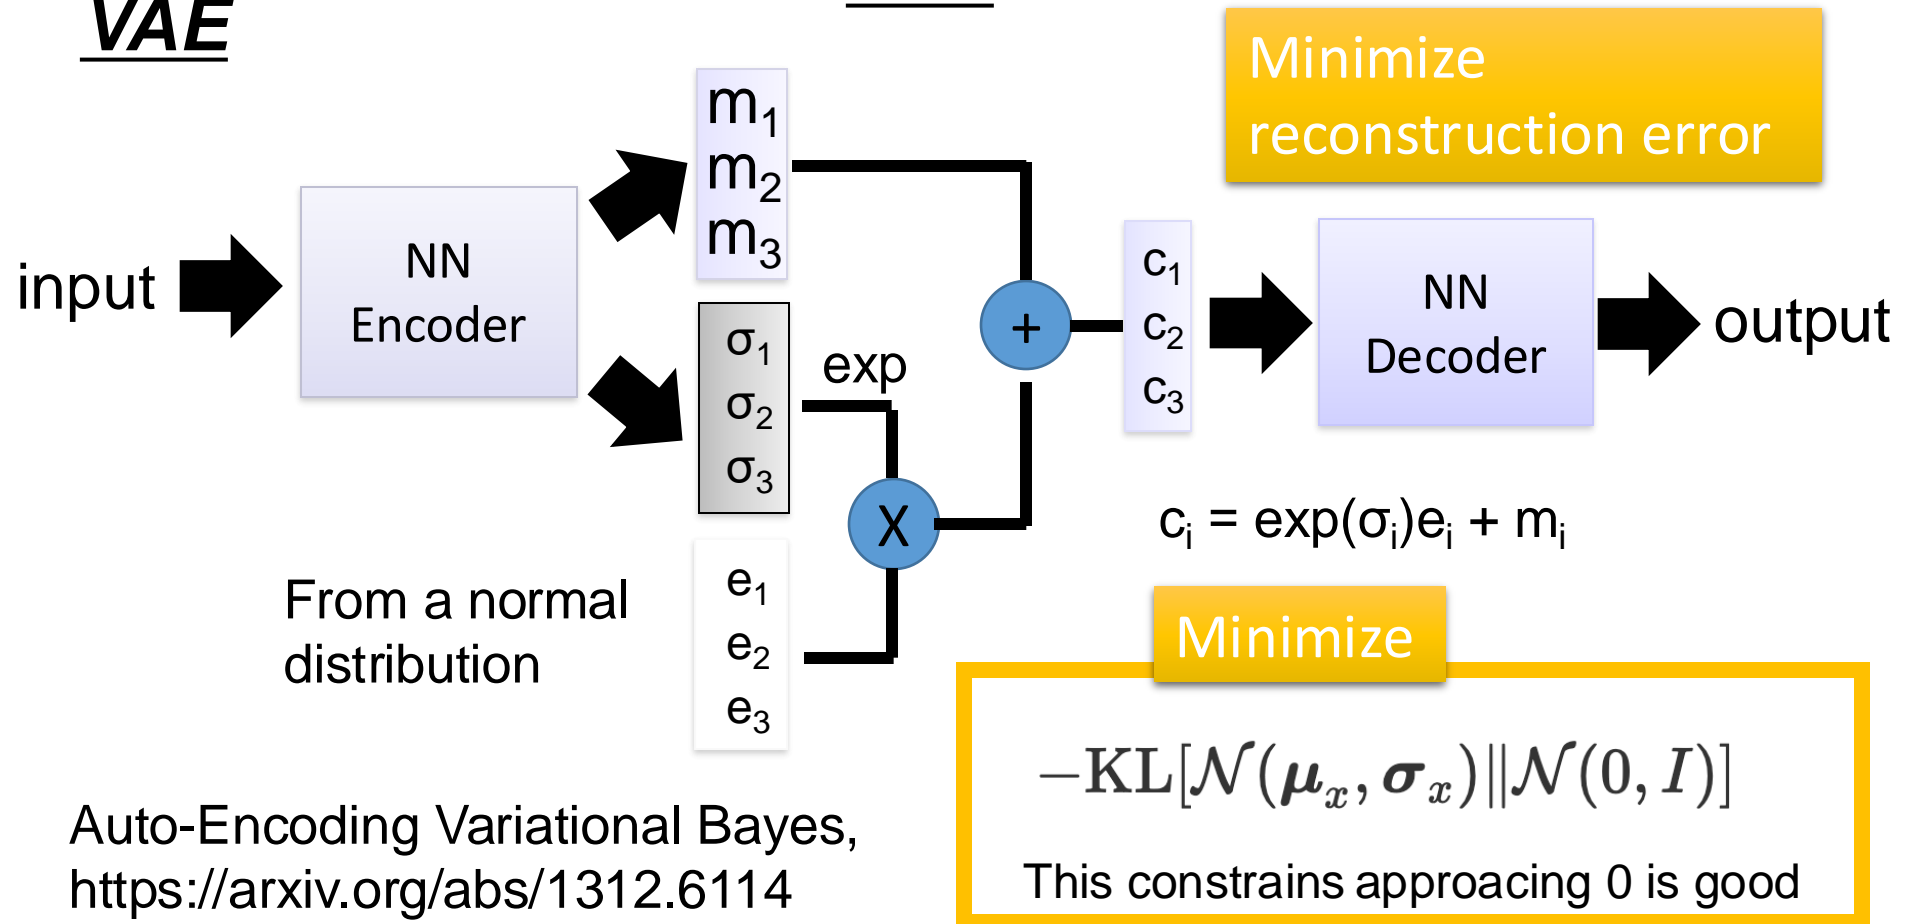 VAE
Minimize
reconstruction error
m₁
m₂
m₃
input
NN
Encoder
σ₁
σ₂
σ₃
exp
+
c₁
c₂
c₃
NN
Decoder
output
X
cᵢ = exp(σᵢ)eᵢ + mᵢ
From a normal
distribution
e₁
e₂
e₃
Minimize
−KL[𝒩(μₓ, σₓ)‖𝒩(0, I)]
This constrains approacing 0 is good
Auto-Encoding Variational Bayes,
https://arxiv.org/abs/1312.6114